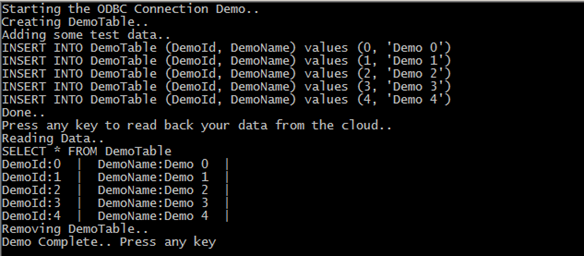 Starting the ODBC Connection Demo..
Creating DemoTable..
Adding some test data..
INSERT INTO DemoTable (DemoId, DemoName) values (0, 'Demo 0')
INSERT INTO DemoTable (DemoId, DemoName) values (1, 'Demo 1')
INSERT INTO DemoTable (DemoId, DemoName) values (2, 'Demo 2')
INSERT INTO DemoTable (DemoId, DemoName) values (3, 'Demo 3')
INSERT INTO DemoTable (DemoId, DemoName) values (4, 'Demo 4')
Done..
Press any key to read back your data from the cloud..
Reading Data..
SELECT * FROM DemoTable
DemoId:0  |  DemoName:Demo 0  |
DemoId:1  |  DemoName:Demo 1  |
DemoId:2  |  DemoName:Demo 2  |
DemoId:3  |  DemoName:Demo 3  |
DemoId:4  |  DemoName:Demo 4  |
Removing DemoTable..
Demo Complete.. Press any key